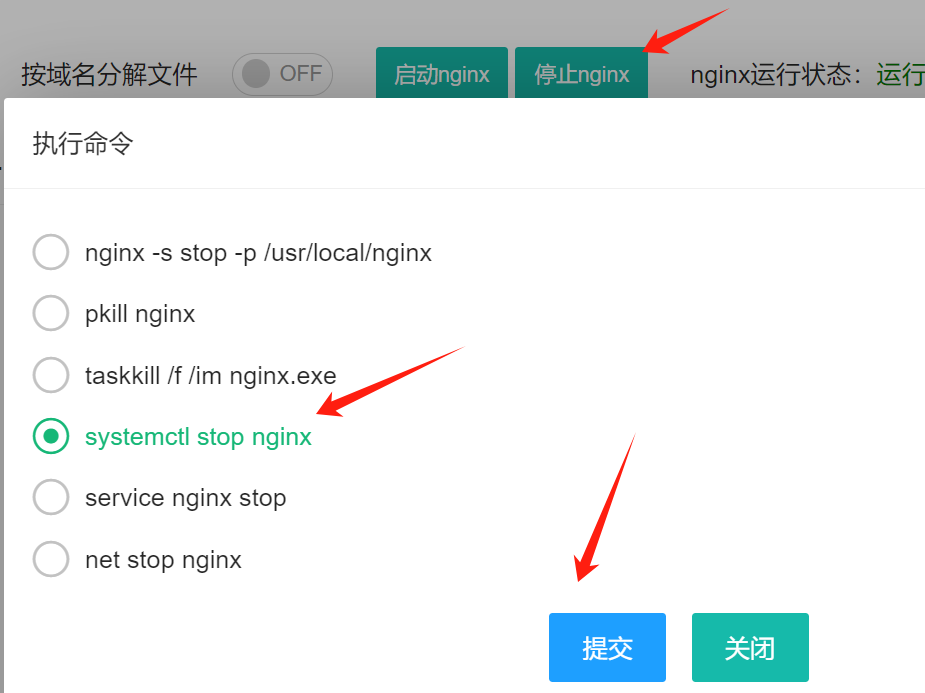 按域名分解文件 OFF 启动nginx 停止nginx nginx运行状态：运行
执行命令
nginx -s stop -p /usr/local/nginx
pkill nginx
taskkill /f /im nginx.exe
systemctl stop nginx
service nginx stop
net stop nginx
提交 关闭